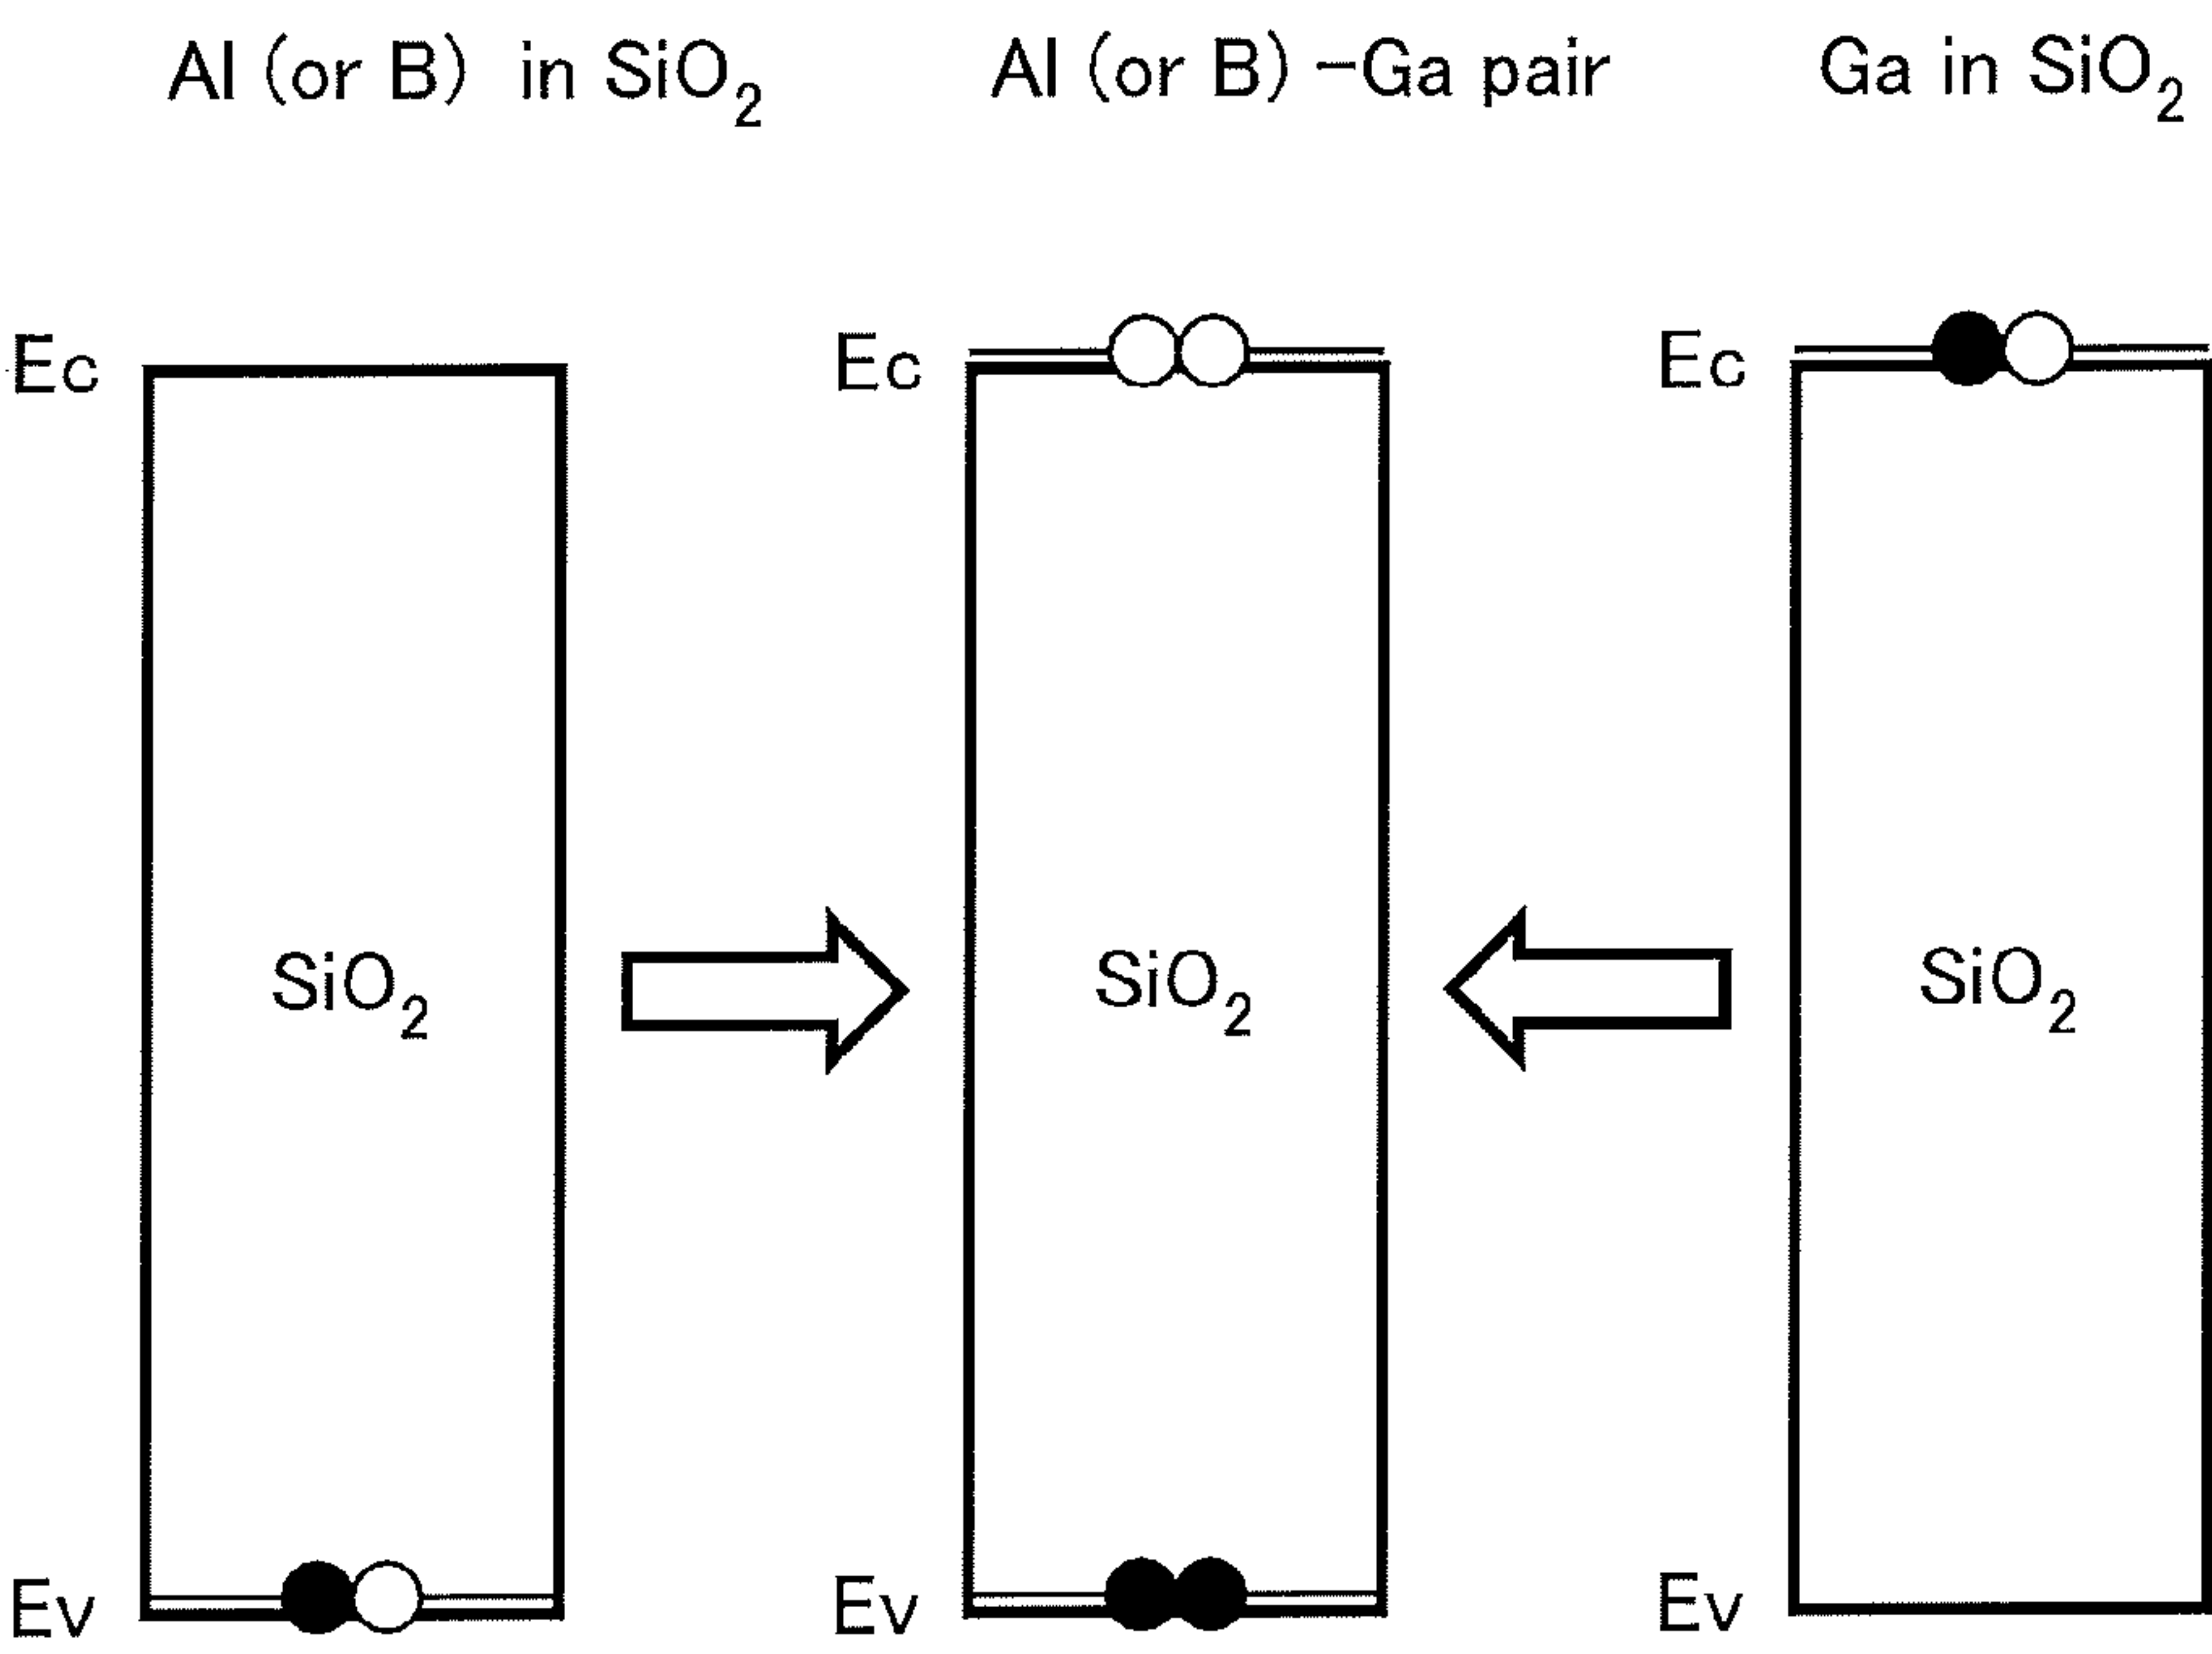 Al (or B) in SiO₂
Al (or B) -Ga pair
Ga in SiO₂
Ec
Ec
Ec
SiO₂
SiO₂
SiO₂
Ev
Ev
Ev